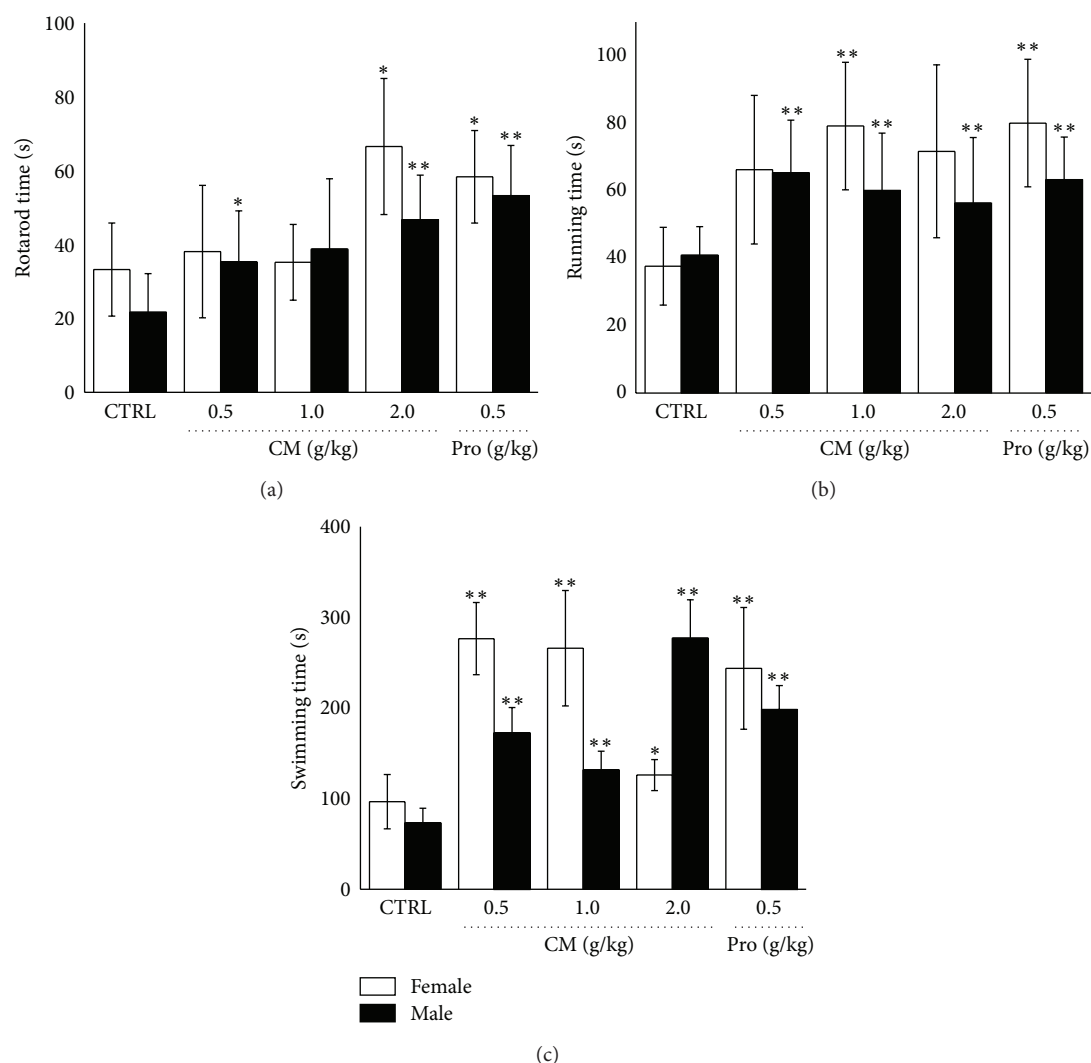 100
80
60
40
20
0
Rotarod time (s)
*
*
**
*
**
CTRL 0.5 1.0 2.0 0.5
CM (g/kg) Pro (g/kg)
(a)
100
80
60
40
20
0
Running time (s)
**
**
**
**
**
**
CTRL 0.5 1.0 2.0 0.5
CM (g/kg) Pro (g/kg)
(b)
400
300
200
100
0
Swimming time (s)
**
**
**
**
*
**
**
**
CTRL 0.5 1.0 2.0 0.5
CM (g/kg) Pro (g/kg)
Female
Male
(c)